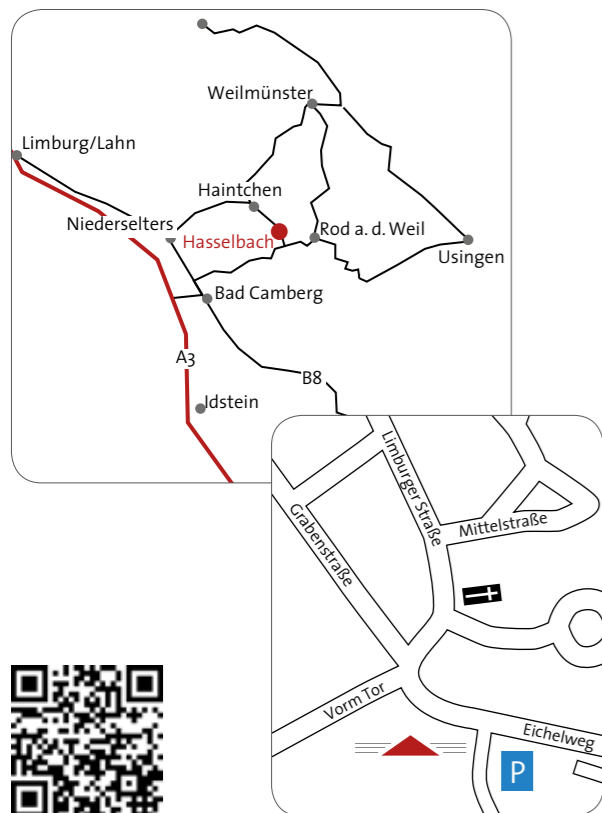 Weilmünster
Limburg/Lahn
Haintchen
Niederselters
Hasselbach
Rod a. d. Weil
Usingen
Bad Camberg
A3
B8
Idstein
Limburger Straße
Grabenstraße
Mittelstraße
Vorm Tor
Eichelweg
P